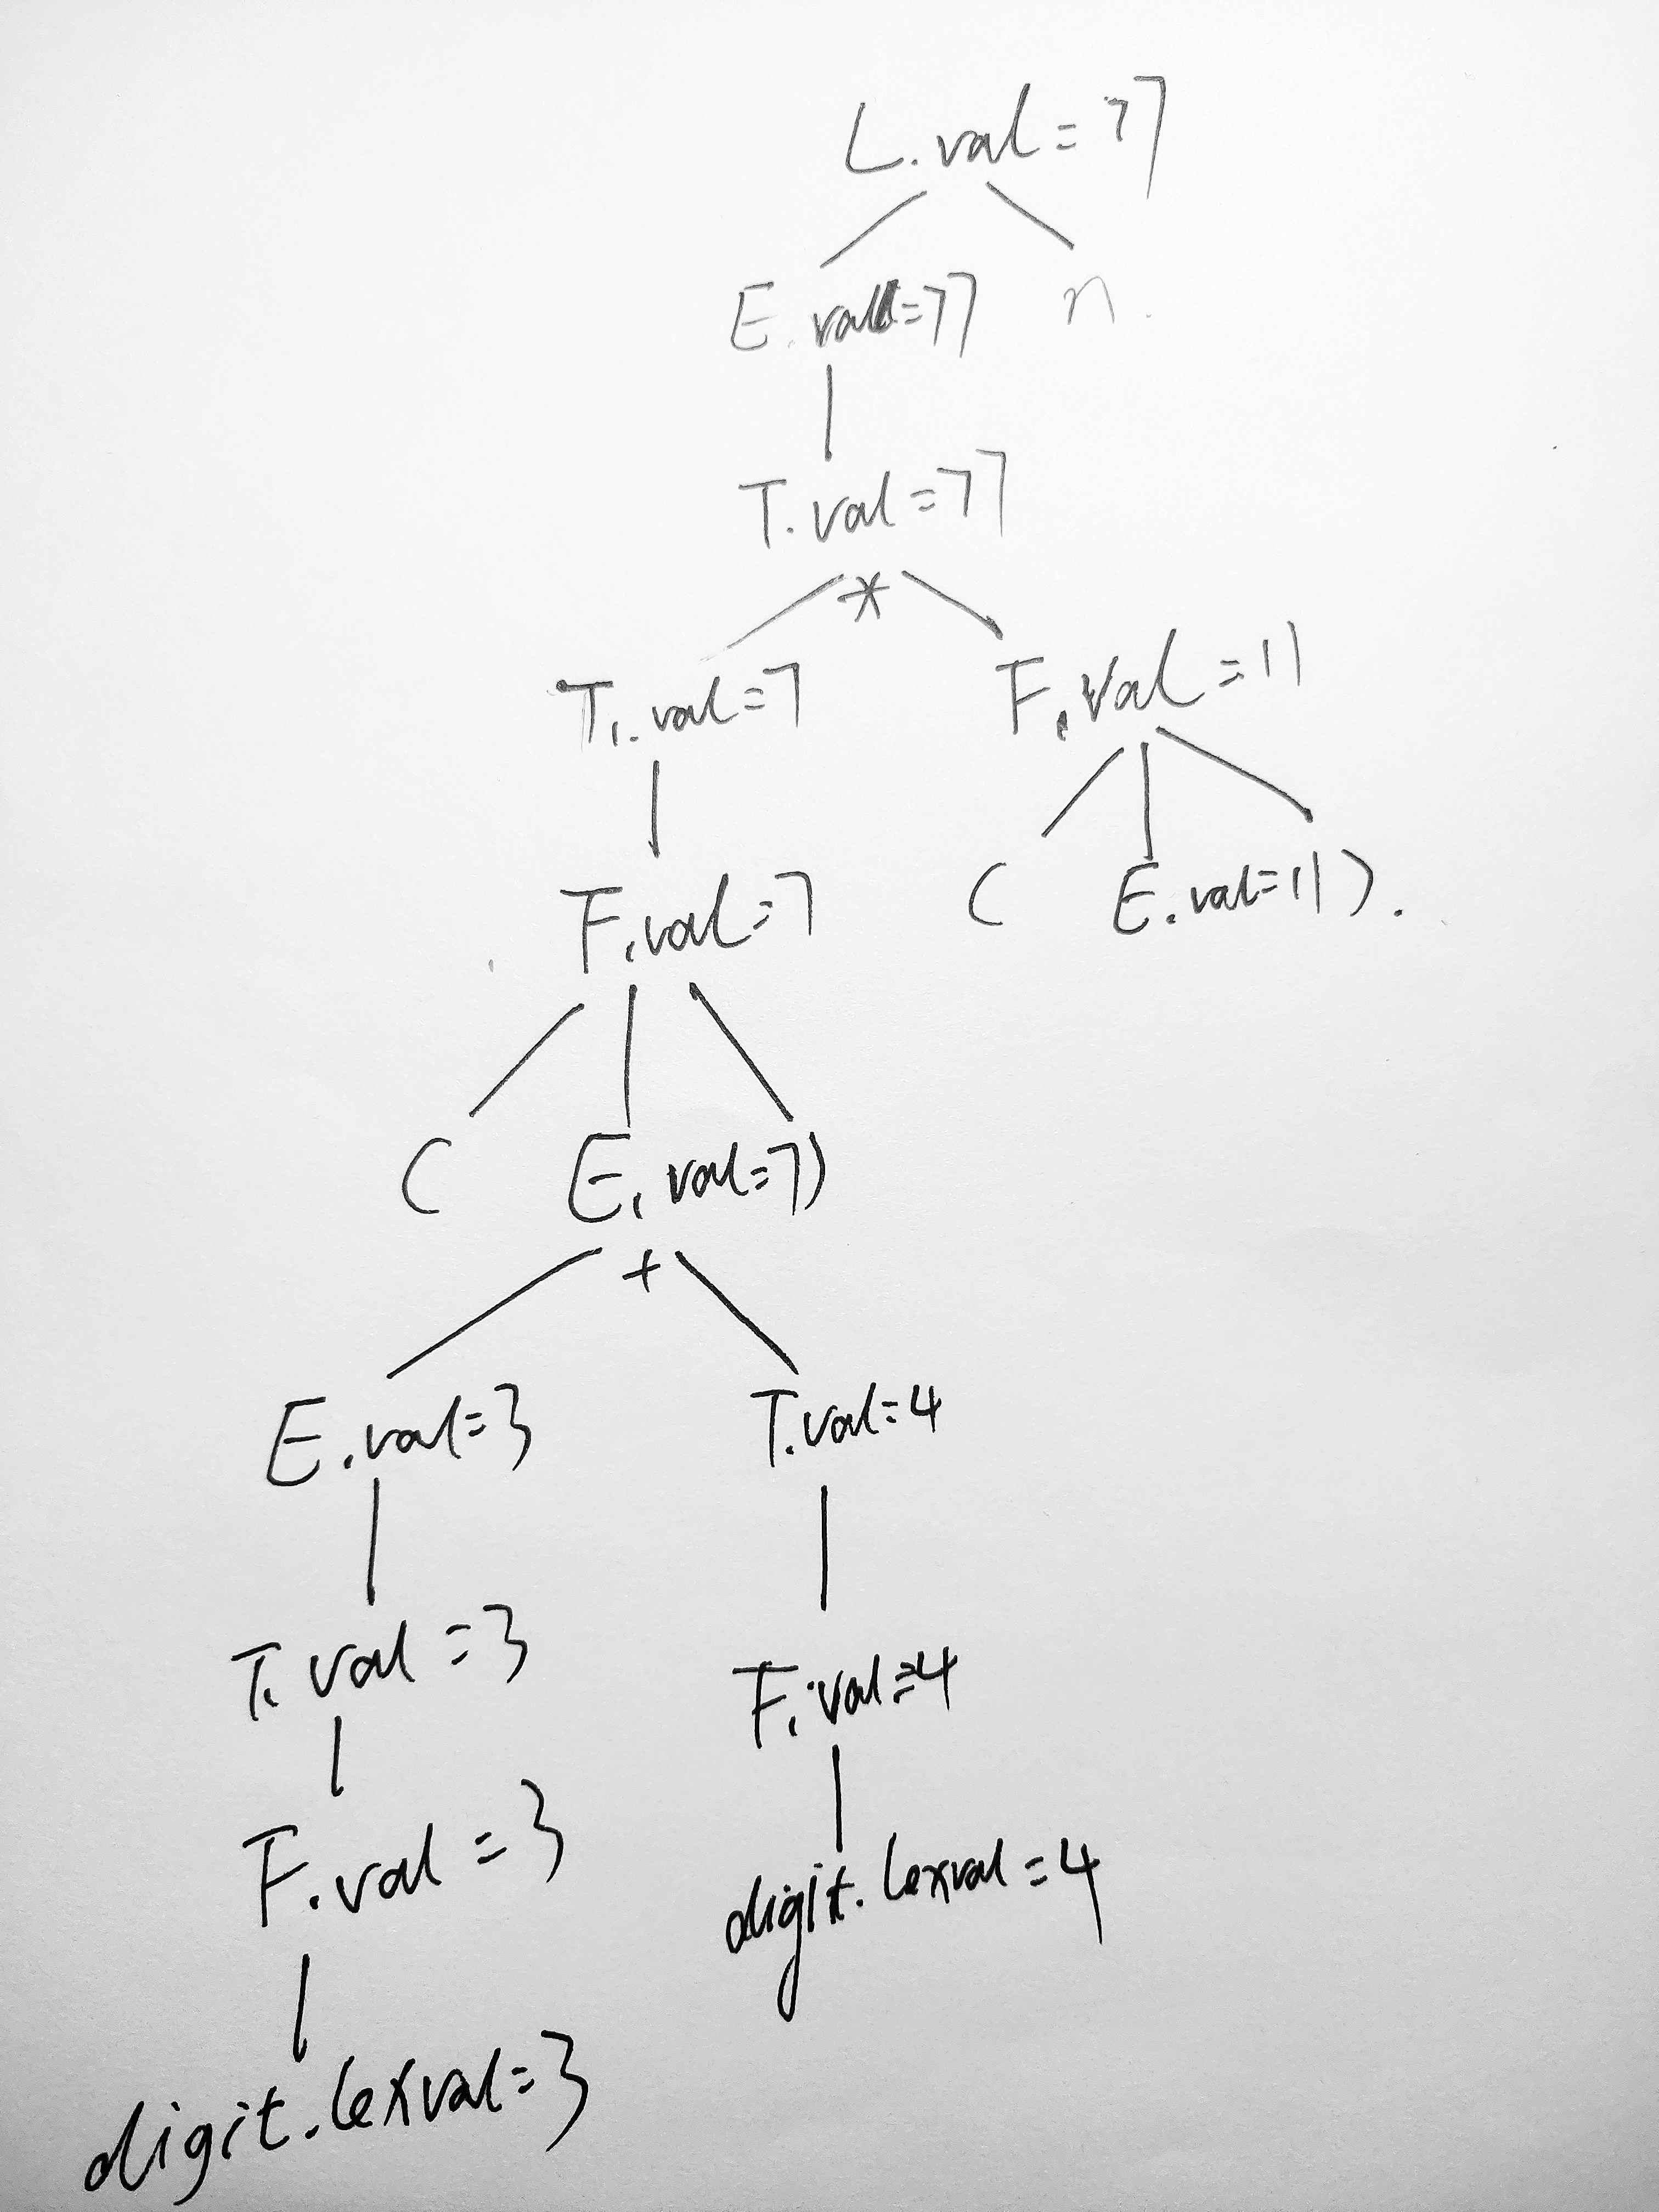 L.val=77
E.val=77 n.
T.val=77
*
T₁.val=7 F.val=11
F.val=7 ( E.val=11 ).
( E.val=7 )
+
E.val=3 T.val=4
T.val=3 F.val=4
F.val=3 digit.lexval=4
digit.lexval=3